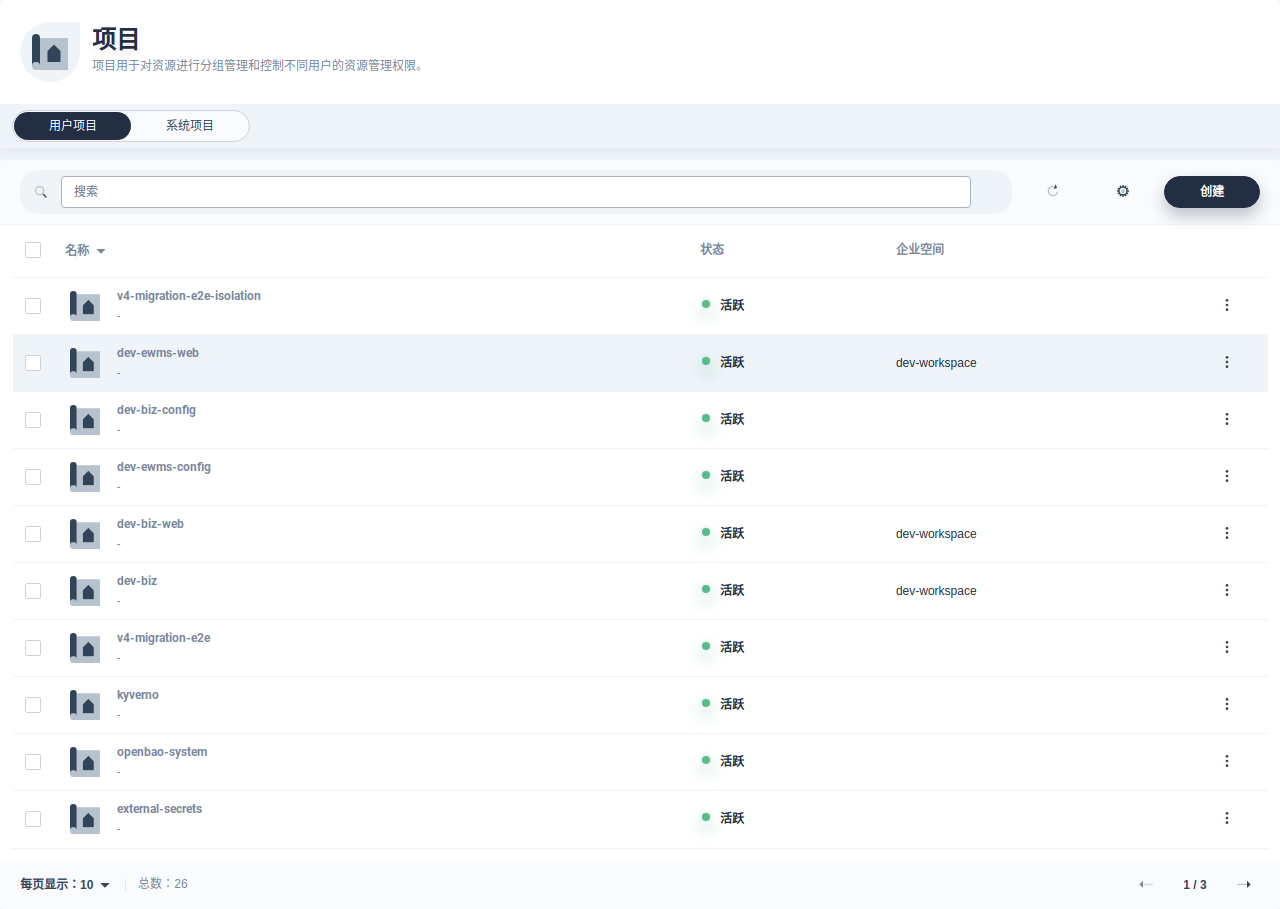 项目
项目用于对资源进行分组管理和控制不同用户的资源管理权限。
用户项目 系统项目
搜索 创建
名称 状态 企业空间
v4-migration-e2e-isolation
-
活跃
dev-ewms-web
-
活跃 dev-workspace
dev-biz-config
-
活跃
dev-ewms-config
-
活跃
dev-biz-web
-
活跃 dev-workspace
dev-biz
-
活跃 dev-workspace
v4-migration-e2e
-
活跃
kyverno
-
活跃
openbao-system
-
活跃
external-secrets
-
活跃
每页显示：10 总数：26 1 / 3